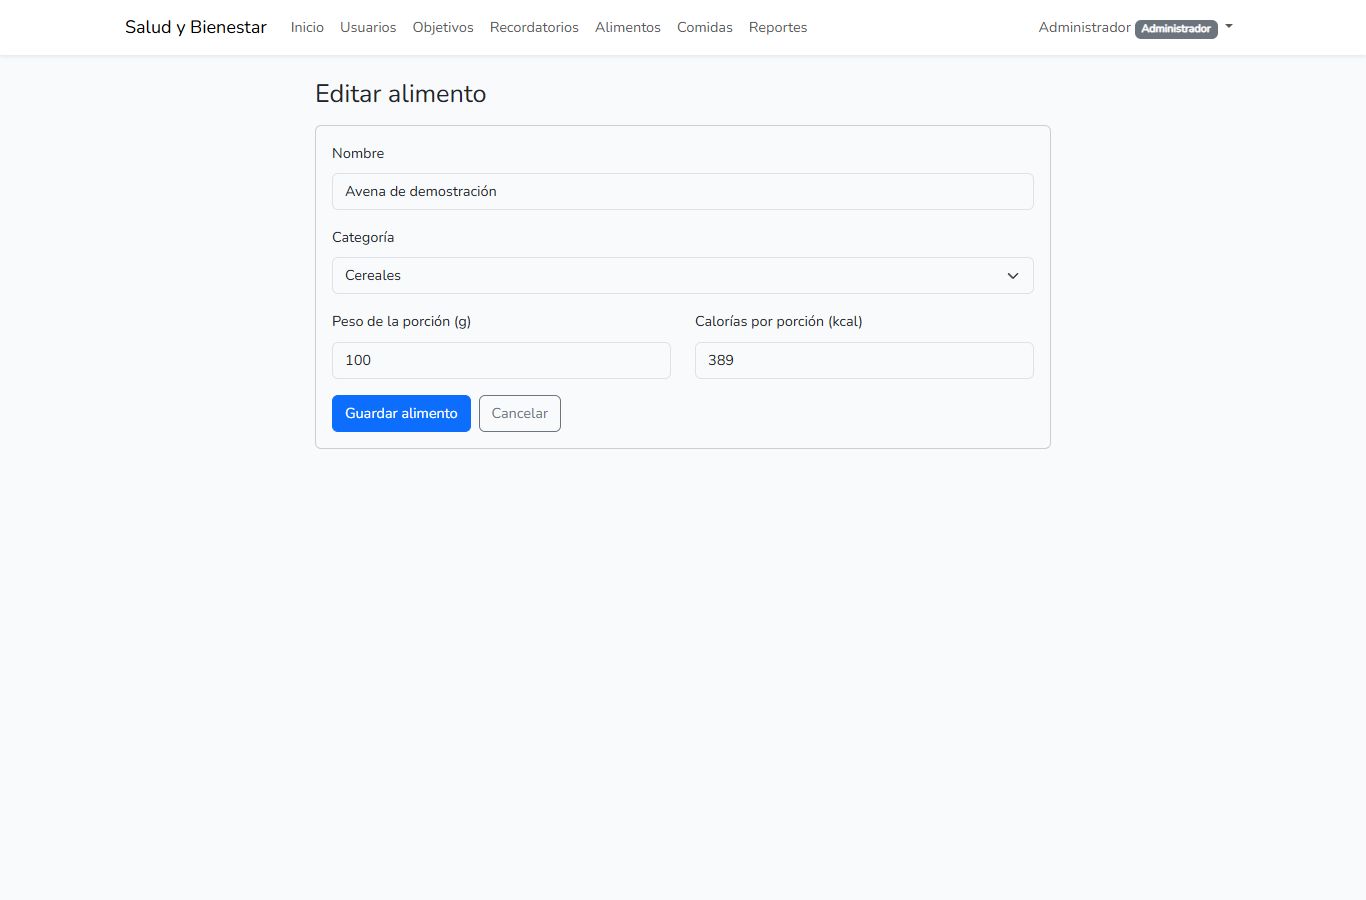 Salud y Bienestar Inicio Usuarios Objetivos Recordatorios Alimentos Comidas Reportes Administrador Administrador
Editar alimento
Nombre
Avena de demostración
Categoría
Cereales
Peso de la porción (g) Calorías por porción (kcal)
100 389
Guardar alimento Cancelar